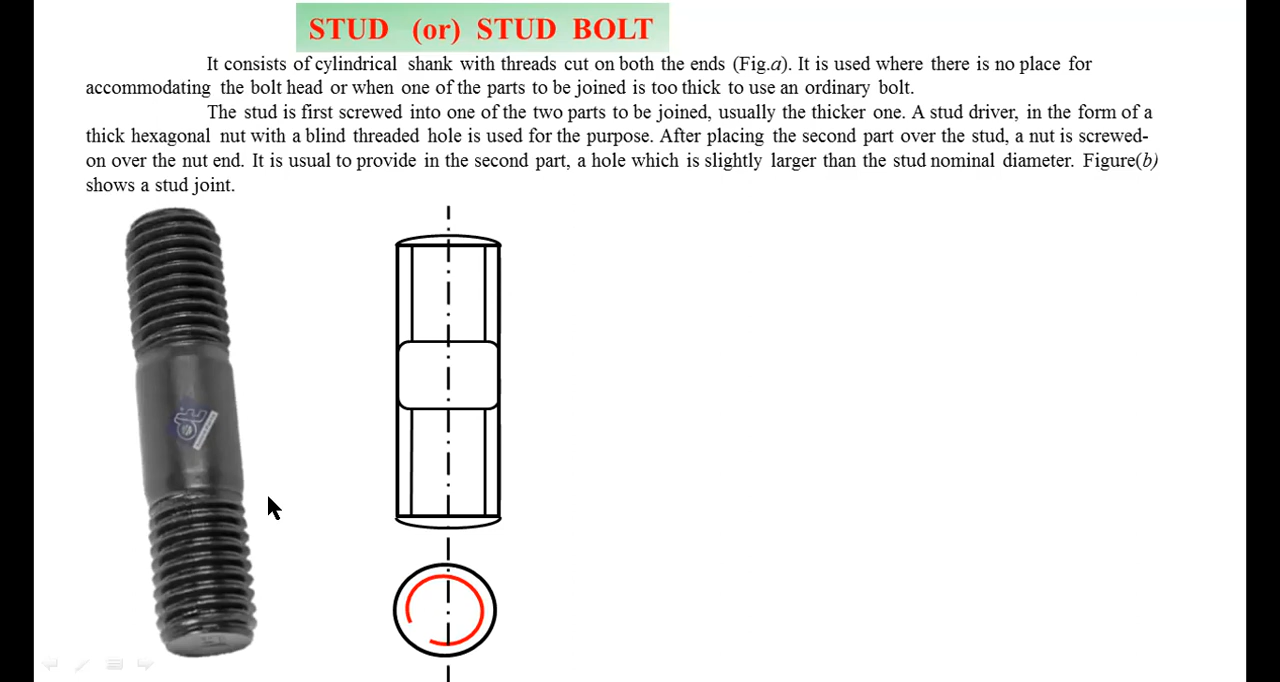 STUD (or) STUD BOLT
It consists of cylindrical shank with threads cut on both the ends (Fig.a). It is used where there is no place for
accommodating the bolt head or when one of the parts to be joined is too thick to use an ordinary bolt.
The stud is first screwed into one of the two parts to be joined, usually the thicker one. A stud driver, in the form of a
thick hexagonal nut with a blind threaded hole is used for the purpose. After placing the second part over the stud, a nut is screwed-
on over the nut end. It is usual to provide in the second part, a hole which is slightly larger than the stud nominal diameter. Figure(b)
shows a stud joint.